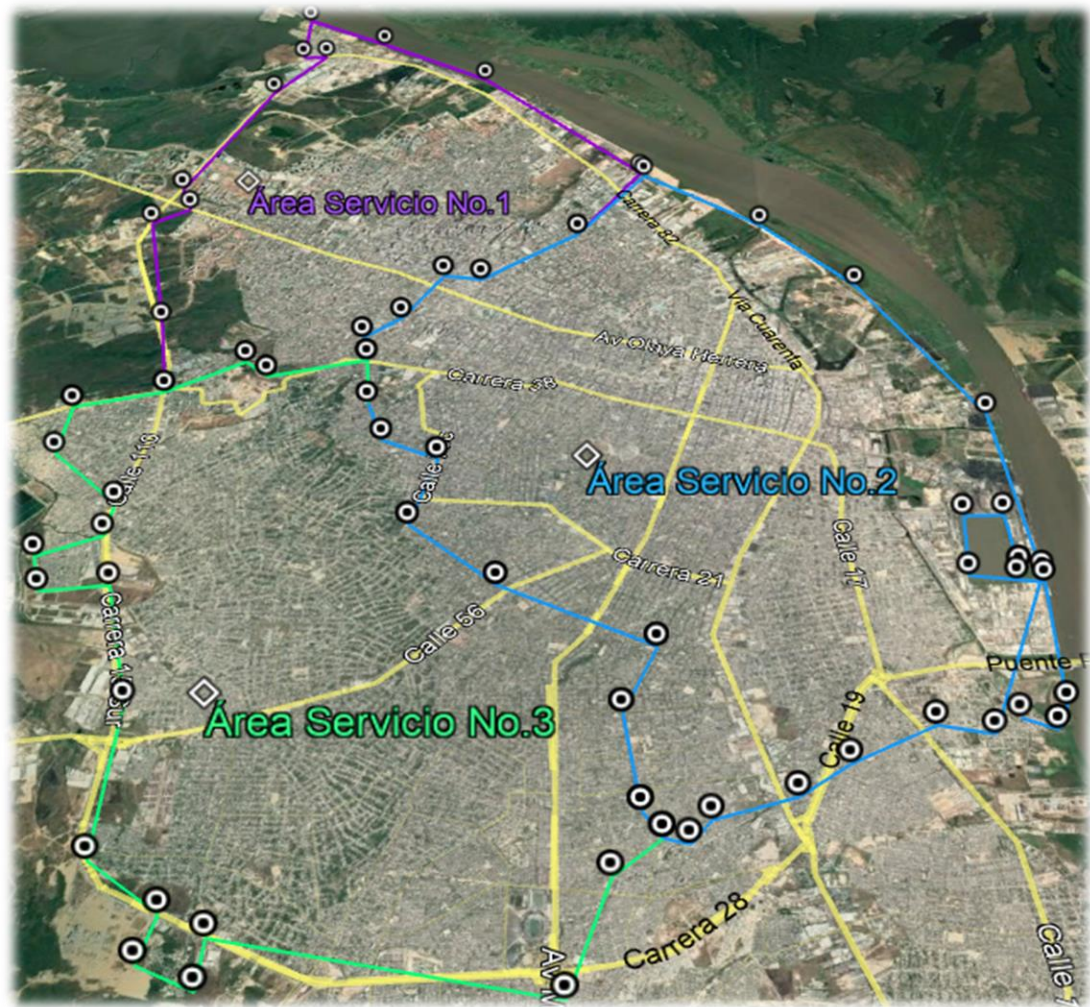 Área Servicio No.1
Carrera 82
Vía Cuarenta
Av Olaya Herrera
Carrera 38
Área Servicio No.2
Carrera 21
Calle 17
Calle 56
Puente
Área Servicio No.3
Calle 19
Carrera 28
Calle